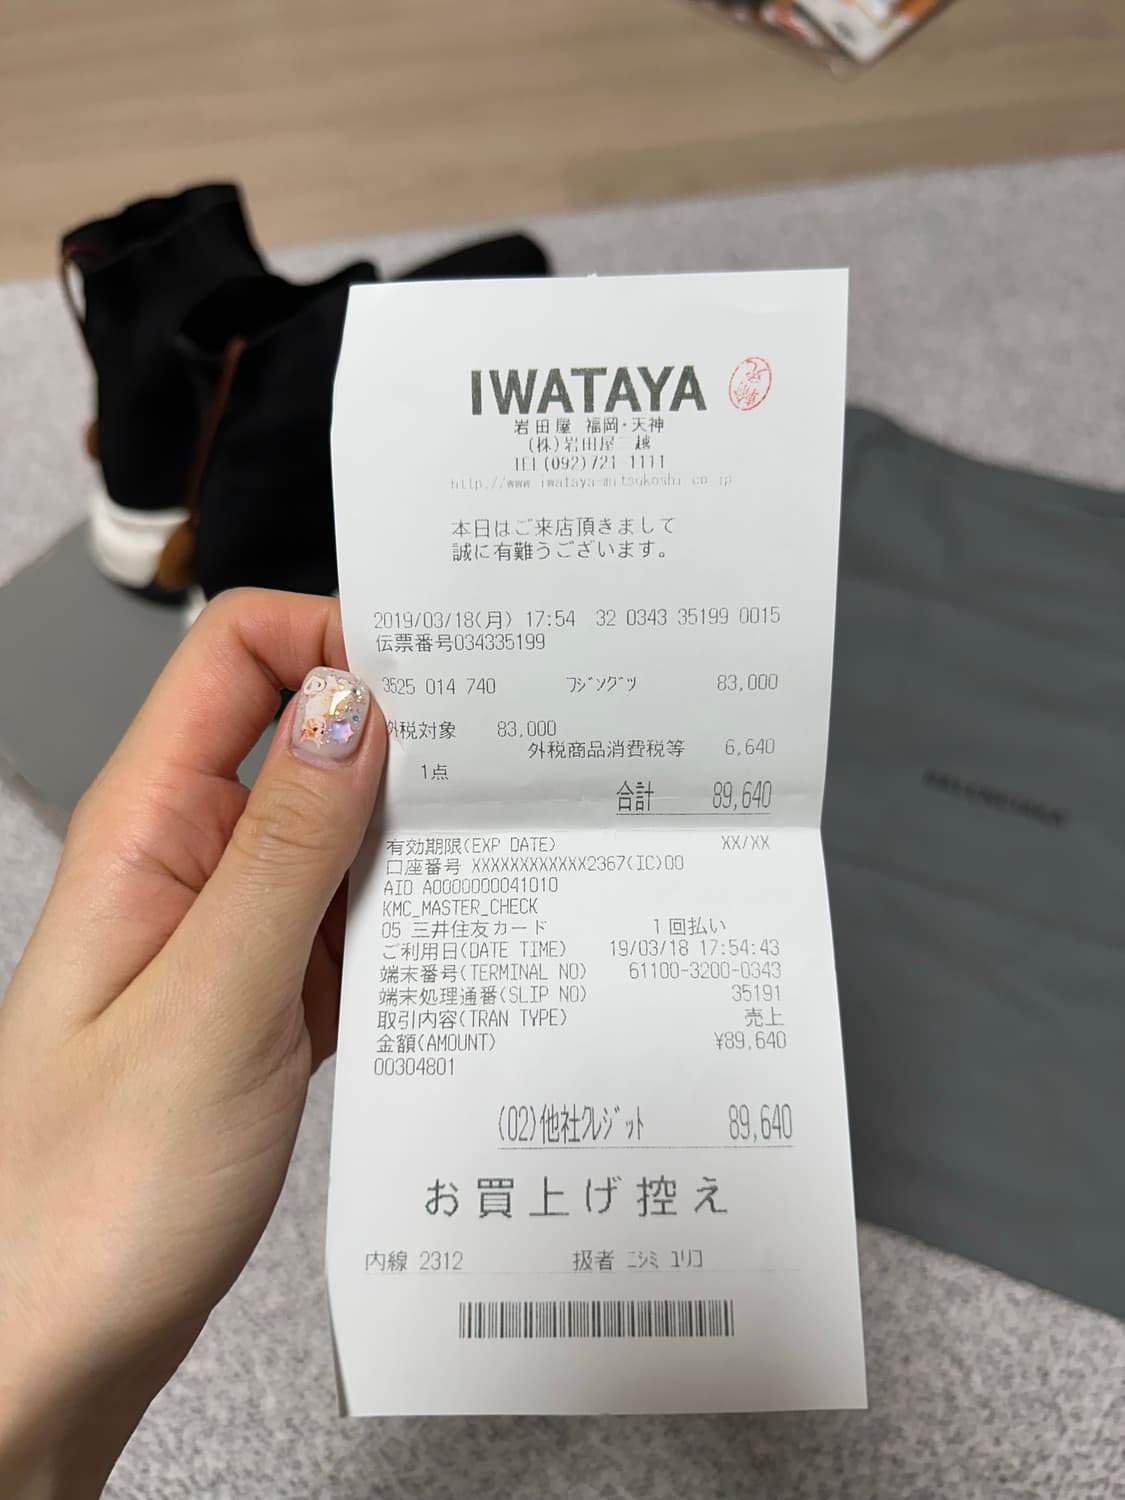 IWATAYA
岩田屋 福岡・天神
(株)岩田屋三越
TEL(092)721-1111
http://www.iwataya-mitsukoshi.co.jp
本日はご来店頂きまして
誠に有難うございます。
2019/03/18(月) 17:54 32 0343 35199 0015
伝票番号034335199
3525 014 740 フジングツ 83,000
外税対象 83,000
外税商品消費税等 6,640
1点
合計 89,640
有効期限(EXP DATE) XX/XX
口座番号 XXXXXXXXXXXX2367(IC)00
AID A0000000041010
KMC_MASTER_CHECK
05 三井住友カード 1回払い
ご利用日(DATE TIME) 19/03/18 17:54:43
端末番号(TERMINAL NO) 61100-3200-0343
端末処理通番(SLIP NO) 35191
取引内容(TRAN TYPE) 売上
金額(AMOUNT) ¥89,640
00304801
(02)他社クレジット 89,640
お買上げ控え
内線 2312 扱者 ニシミ ユリコ
BALENCIAGA